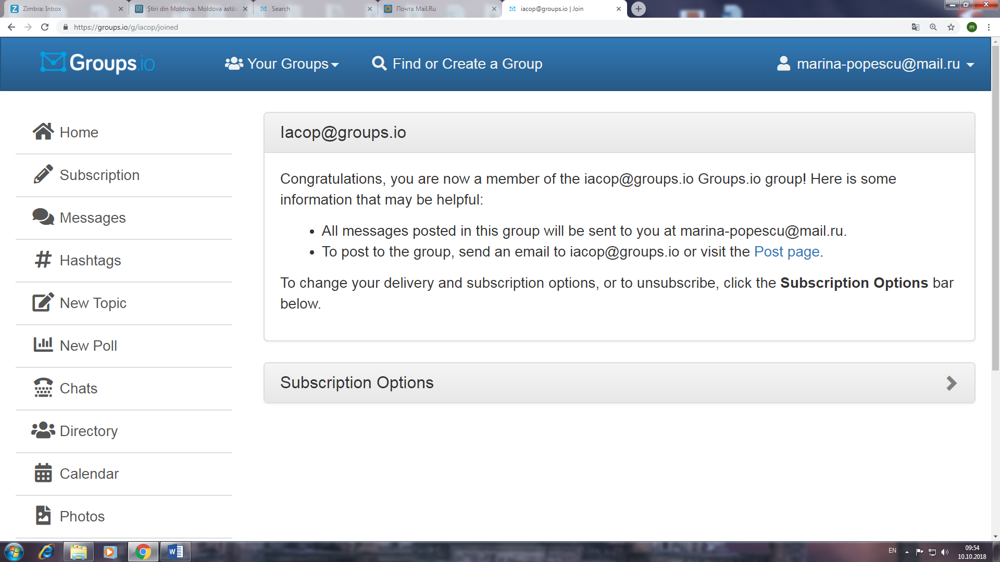 Zimbra: Inbox
Știri din Moldova. Moldova astăz
Search
Почта Mail.Ru
iacop@groups.io | Join
https://groups.io/g/iacop/joined
m
Groups.io
Your Groups
Find or Create a Group
marina-popescu@mail.ru
Home
Subscription
Messages
Hashtags
New Topic
New Poll
Chats
Directory
Calendar
Photos
Iacop@groups.io
Congratulations, you are now a member of the iacop@groups.io Groups.io group! Here is some
information that may be helpful:
• All messages posted in this group will be sent to you at marina-popescu@mail.ru.
• To post to the group, send an email to iacop@groups.io or visit the Post page.
To change your delivery and subscription options, or to unsubscribe, click the Subscription Options bar
below.
Subscription Options
EN
09:54
10.10.2018